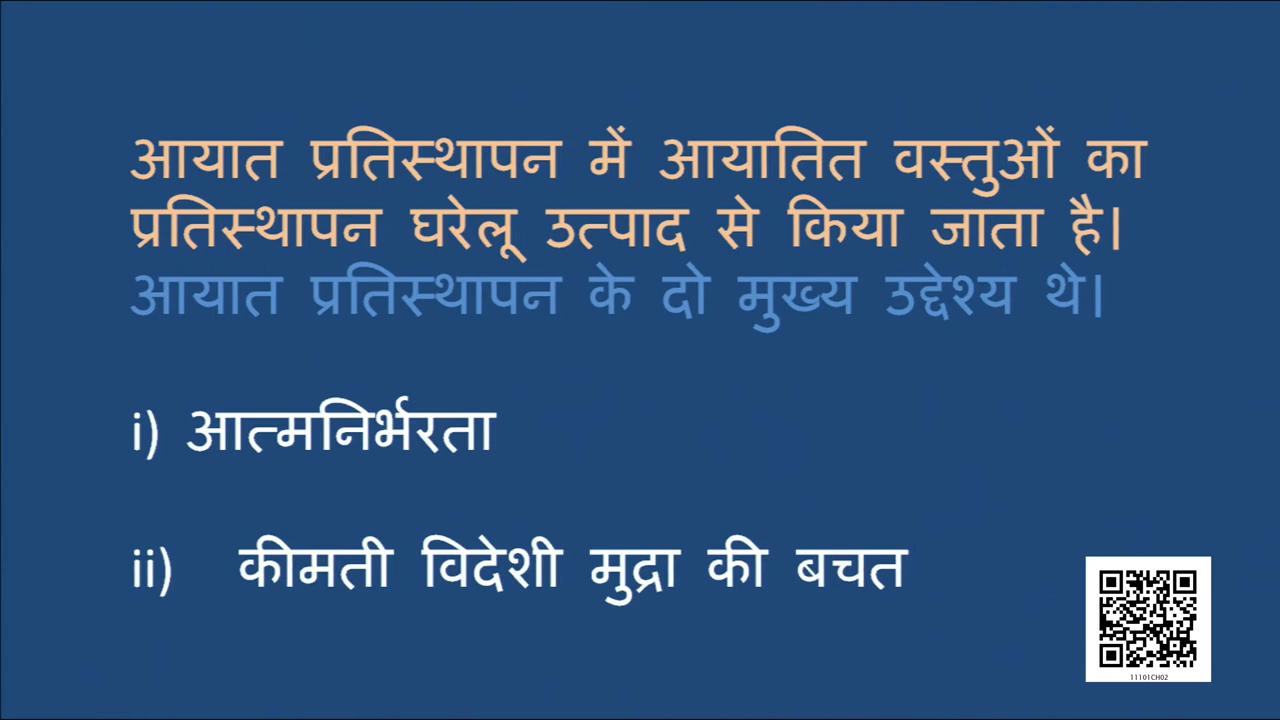 आयात प्रतिस्थापन में आयातित वस्तुओं का
प्रतिस्थापन घरेलू उत्पाद से किया जाता है।
आयात प्रतिस्थापन के दो मुख्य उद्देश्य थे।
i) आत्मनिर्भरता
ii) कीमती विदेशी मुद्रा की बचत
11101CH02